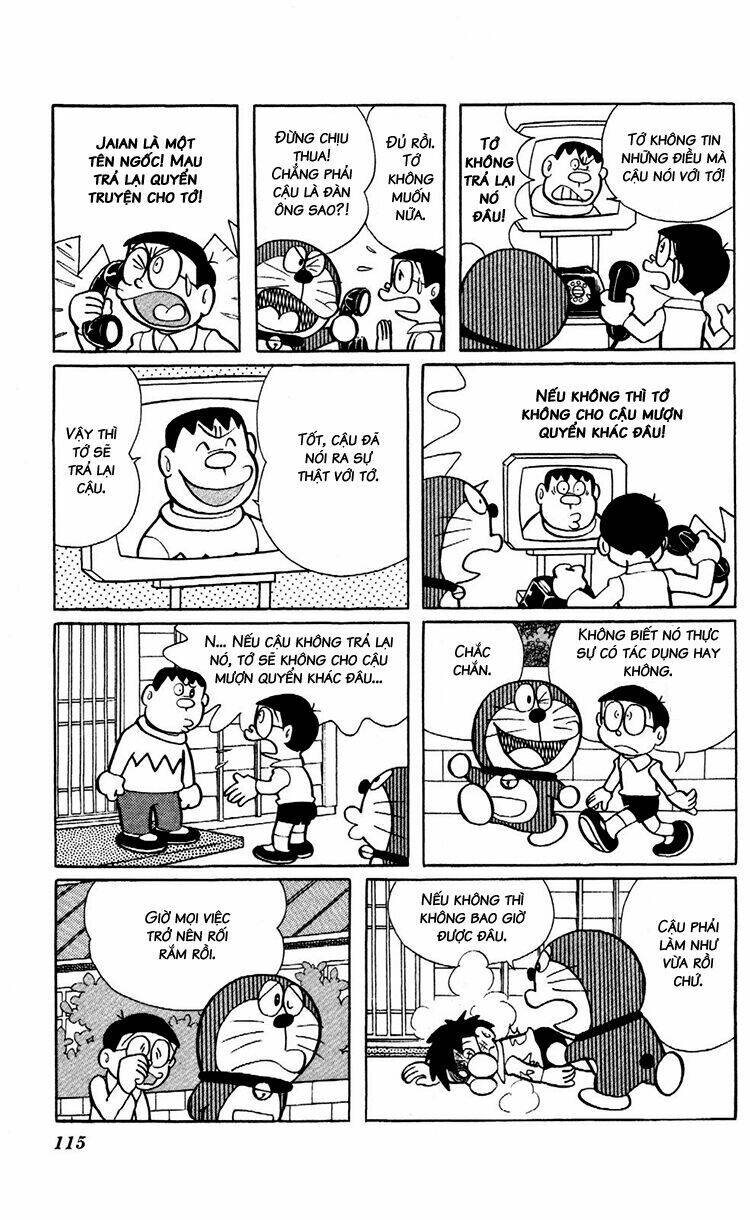 TỚ KHÔNG TIN
NHỮNG ĐIỀU MÀ
CẬU NÓI VỚI TỚ!
TỚ
KHÔNG
TRẢ LẠI
NÓ
ĐÂU!
ĐỦ RỒI.
TỚ
KHÔNG
MUỐN
NỮA.
ĐỪNG CHỊU
THUA!
CHẲNG PHẢI
CẬU LÀ ĐÀN
ÔNG SAO?!
JAIAN LÀ MỘT
TÊN NGỐC! MAU
TRẢ LẠI QUYỂN
TRUYỆN CHO TỚ!
NẾU KHÔNG THÌ TỚ
KHÔNG CHO CẬU MƯỢN
QUYỂN KHÁC ĐÂU!
TỐT, CẬU ĐÃ
NÓI RA SỰ
THẬT VỚI TỚ.
VẬY THÌ
TỚ SẼ
TRẢ LẠI
CẬU.
KHÔNG BIẾT NÓ THỰC
SỰ CÓ TÁC DỤNG HAY
KHÔNG.
CHẮC
CHẮN.
N... NẾU CẬU KHÔNG TRẢ LẠI
NÓ, TỚ SẼ KHÔNG CHO CẬU
MƯỢN QUYỂN KHÁC ĐÂU...
CẬU PHẢI
LÀM NHƯ
VỪA RỒI
CHỨ.
NẾU KHÔNG THÌ
KHÔNG BAO GIỜ
ĐƯỢC ĐÂU.
GIỜ MỌI VIỆC
TRỞ NÊN RỐI
RẮM RỒI.
115